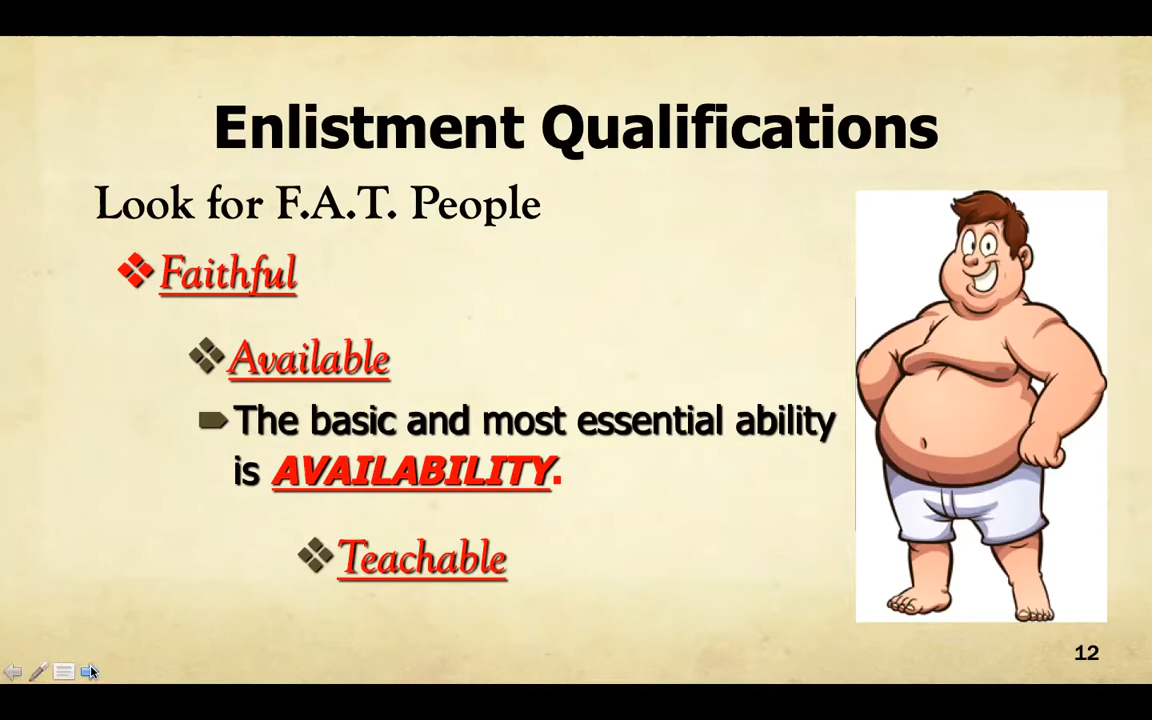 Enlistment Qualifications
Look for F.A.T. People
Faithful
Available
The basic and most essential ability
is AVAILABILITY.
Teachable
12